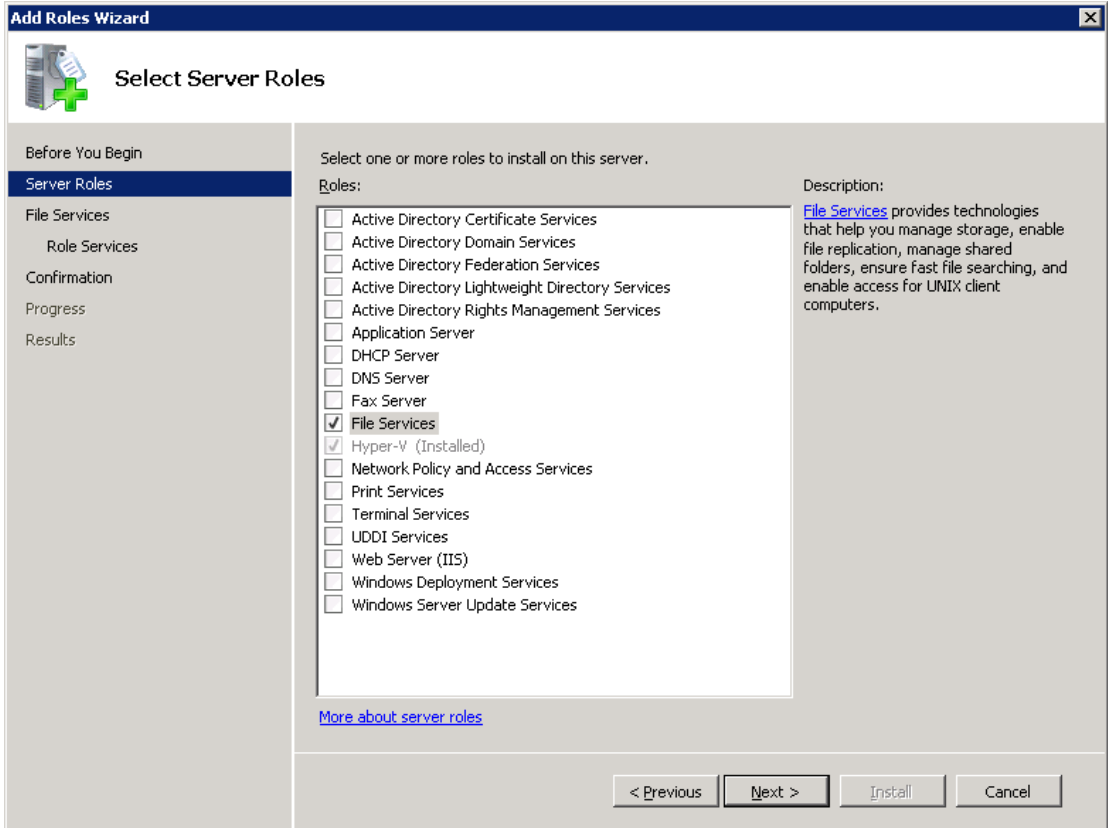 Add Roles Wizard
Select Server Roles
Before You Begin
Server Roles
File Services
Role Services
Confirmation
Progress
Results
Select one or more roles to install on this server.
Roles:
Active Directory Certificate Services
Active Directory Domain Services
Active Directory Federation Services
Active Directory Lightweight Directory Services
Active Directory Rights Management Services
Application Server
DHCP Server
DNS Server
Fax Server
File Services
Hyper-V (Installed)
Network Policy and Access Services
Print Services
Terminal Services
UDDI Services
Web Server (IIS)
Windows Deployment Services
Windows Server Update Services
More about server roles
Description:
File Services provides technologies
that help you manage storage, enable
file replication, manage shared
folders, ensure fast file searching, and
enable access for UNIX client
computers.
< Previous
Next >
Install
Cancel